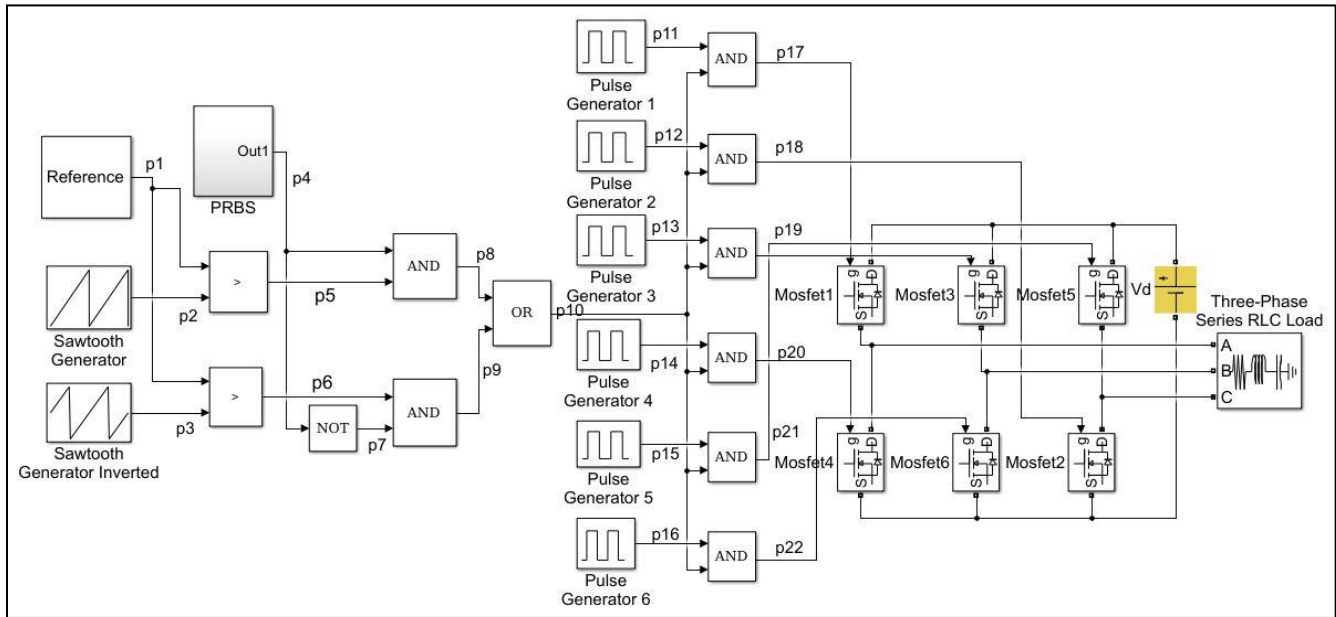 Reference
p1
Out1
PRBS
p4
>
p5
p2
Sawtooth
Generator
>
p6
p3
Sawtooth
Generator Inverted
NOT
p7
AND
p8
AND
p9
OR
p10
p11
Pulse
Generator 1
AND
p17
p12
Pulse
Generator 2
AND
p18
p13
Pulse
Generator 3
AND
p19
p14
Pulse
Generator 4
AND
p20
p15
Pulse
Generator 5
AND
p21
p16
Pulse
Generator 6
AND
p22
g D
Mosfet1
S
g D
Mosfet3
S
g D
Mosfet5
S
Vd
Three-Phase
Series RLC Load
A
B
C
g D
Mosfet4
S
g D
Mosfet6
S
g D
Mosfet2
S